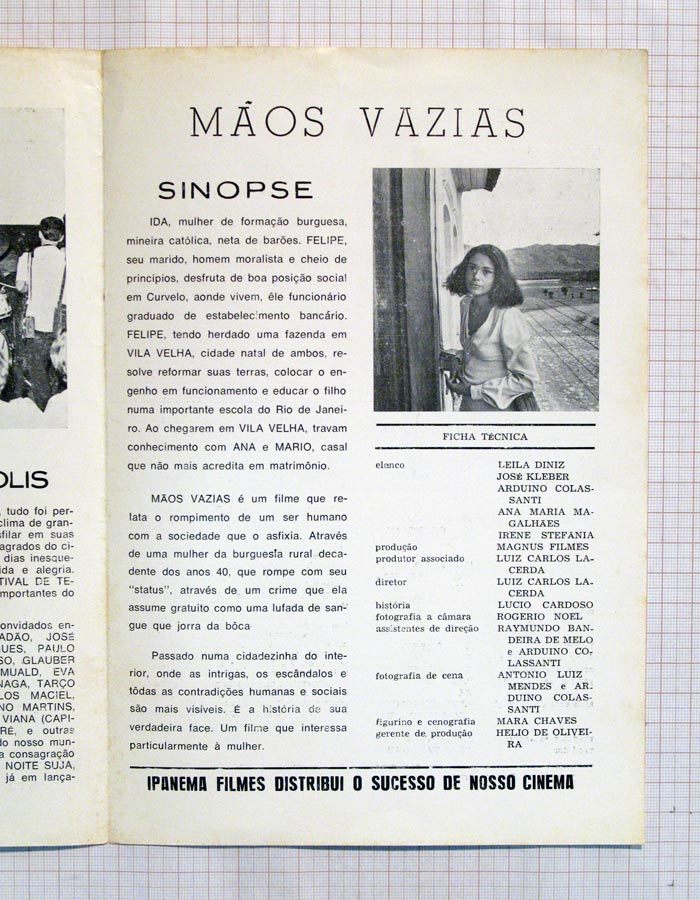 OLIS
, tudo foi per-
clima de gran-
sfilar em suas
agrados do ci-
dias inesque-
ida e alegria.
TIVAL DE TE-
mportantes do
onvidados en-
ADÃO, JOSÉ
UES, PAULO
SO, GLAUBER
MUALD, EVA
NAGA, TARÇO
LOS MACIEL,
NO MARTINS,
VIANA (CAPI-
RÉ, e outras
do nosso mun-
a consagração
NOITE SUJA,
já em lança-
MÃOS VAZIAS
SINOPSE
IDA, mulher de formação burguesa,
mineira católica, neta de barões. FELIPE,
seu marido, homem moralista e cheio de
princípios, desfruta de boa posição social
em Curvelo, aonde vivem, êle funcionário
graduado de estabelecimento bancário.
FELIPE, tendo herdado uma fazenda em
VILA VELHA, cidade natal de ambos, re-
solve reformar suas terras, colocar o en-
genho em funcionamento e educar o filho
numa importante escola do Rio de Janei-
ro. Ao chegarem em VILA VELHA, travam
conhecimento com ANA e MARIO, casal
que não mais acredita em matrimônio.
MÃOS VAZIAS é um filme que re-
lata o rompimento de um ser humano
com a sociedade que o asfixia. Através
de uma mulher da burguesia rural deca-
dente dos anos 40, que rompe com seu
"status", através de um crime que ela
assume gratuito como uma lufada de san-
gue que jorra da bôca
Passado numa cidadezinha do inte-
rior, onde as intrigas, os escândalos e
tôdas as contradições humanas e sociais
são mais visíveis. É a história de sua
verdadeira face. Um filme que interessa
particularmente à mulher.
FICHA TÉCNICA
elenco LEILA DINIZ
JOSÉ KLEBER
ARDUINO COLAS-
SANTI
ANA MARIA MA-
GALHAES
IRENE STEFANIA
produção MAGNUS FILMES
produtor associado LUIZ CARLOS LA-
CERDA
diretor LUIZ CARLOS LA-
CERDA
história LUCIO CARDOSO
fotografia a câmara ROGERIO NOEL
assistentes de direção RAYMUNDO BAN-
DEIRA DE MELO
e ARDUINO CO-
LASSANTI
fotografia de cena ANTONIO LUIZ
MENDES e AR-
DUINO COLAS-
SANTI
figurino e cenografia MARA CHAVES
gerente de produção HELIO DE OLIVEI-
RA
IPANEMA FILMES DISTRIBUI O SUCESSO DE NOSSO CINEMA